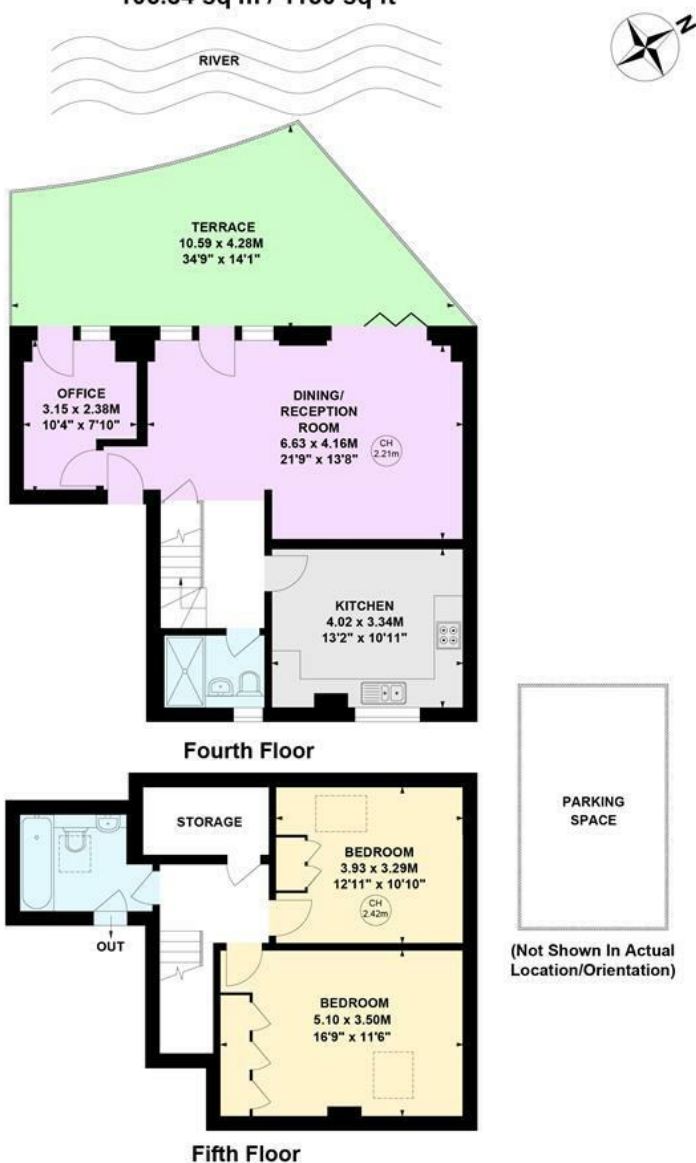 RIVER
N
TERRACE
10.59 x 4.28M
34'9" x 14'1"
OFFICE
3.15 x 2.38M
10'4" x 7'10"
DINING/
RECEPTION
ROOM
6.63 x 4.16M
21'9" x 13'8"
CH
2.21m
KITCHEN
4.02 x 3.34M
13'2" x 10'11"
Fourth Floor
STORAGE
BEDROOM
3.93 x 3.29M
12'11" x 10'10"
CH
2.42m
OUT
BEDROOM
5.10 x 3.50M
16'9" x 11'6"
Fifth Floor
PARKING
SPACE
(Not Shown In Actual
Location/Orientation)